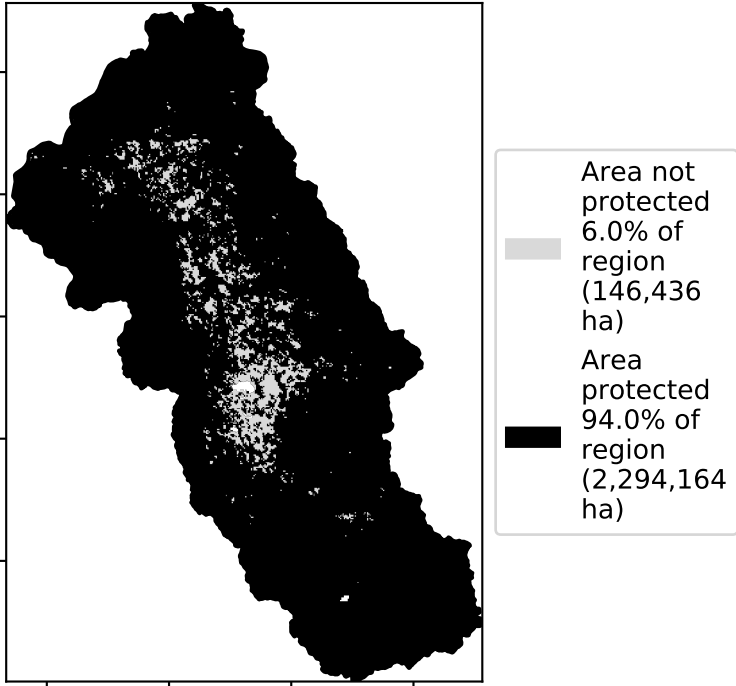 Area not
protected
6.0% of
region
(146,436
ha)
Area
protected
94.0% of
region
(2,294,164
ha)